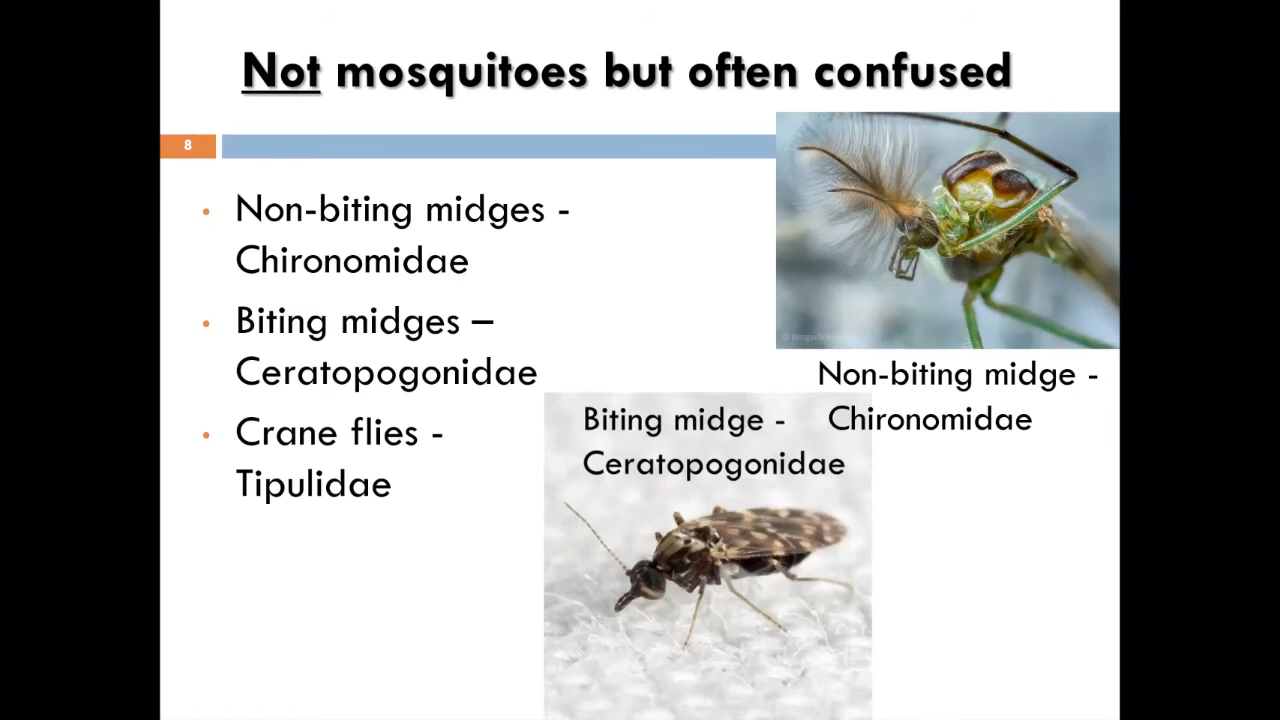 Not mosquitoes but often confused
8
• Non-biting midges -
Chironomidae
• Biting midges –
Ceratopogonidae
• Crane flies -
Tipulidae
Non-biting midge -
Chironomidae
Biting midge -
Ceratopogonidae